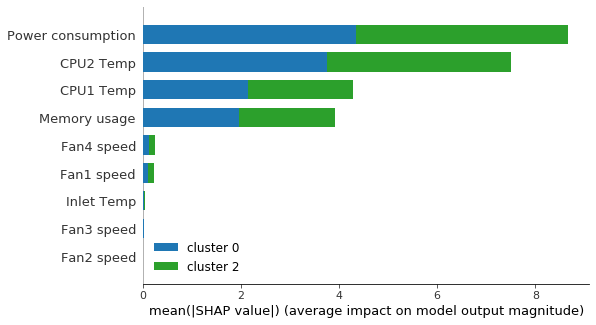 Power consumption
CPU2 Temp
CPU1 Temp
Memory usage
Fan4 speed
Fan1 speed
Inlet Temp
Fan3 speed
Fan2 speed
cluster 0
cluster 2
0 2 4 6 8
mean(|SHAP value|) (average impact on model output magnitude)